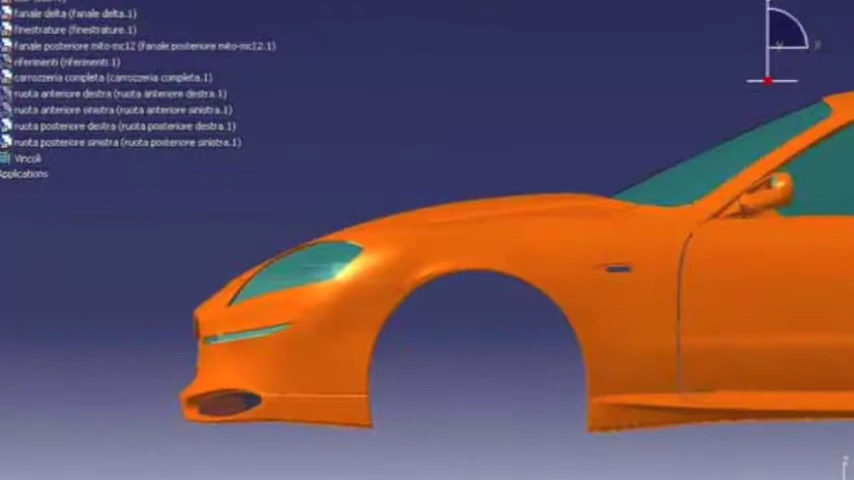 fanale delta (fanale delta.1)
finestrature (finestrature.1)
fanale posteriore mito-mc12 (fanale posteriore mito-mc12.1)
riferimenti (riferimenti.1)
carrozzeria completa (carrozzeria completa.1)
ruota anteriore destra (ruota anteriore destra.1)
ruota anteriore sinistra (ruota anteriore sinistra.1)
ruota posteriore destra (ruota posteriore destra.1)
ruota posteriore sinistra (ruota posteriore sinistra.1)
Vincoli
Applications
y x
z